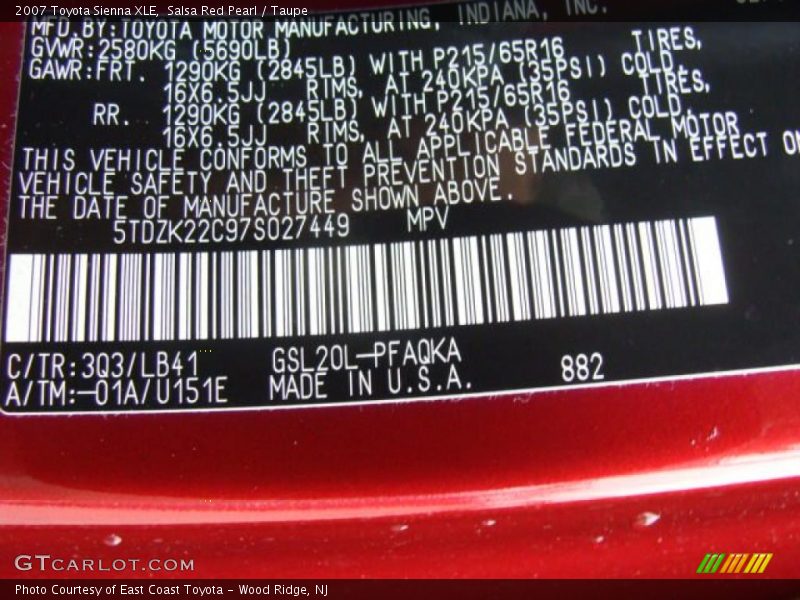 2007 Toyota Sienna XLE, Salsa Red Pearl / Taupe
MFD.BY:TOYOTA MOTOR MANUFACTURING, INDIANA, INC.
GVWR:2580KG (5690LB)
GAWR:FRT. 1290KG (2845LB) WITH P215/65R16 TIRES,
16X6.5JJ RIMS, AT 240KPA (35PSI) COLD,
RR. 1290KG (2845LB) WITH P215/65R16 TIRES,
16X6.5JJ RIMS, AT 240KPA (35PSI) COLD.
THIS VEHICLE CONFORMS TO ALL APPLICABLE FEDERAL MOTOR
VEHICLE SAFETY AND THEFT PREVENTION STANDARDS IN EFFECT ON
THE DATE OF MANUFACTURE SHOWN ABOVE.
5TDZK22C97S027449 MPV
C/TR:3Q3/LB41 GSL20L-PFAQKA 882
A/TM:-01A/U151E MADE IN U.S.A.
GTCARLOT.COM
Photo Courtesy of East Coast Toyota - Wood Ridge, NJ